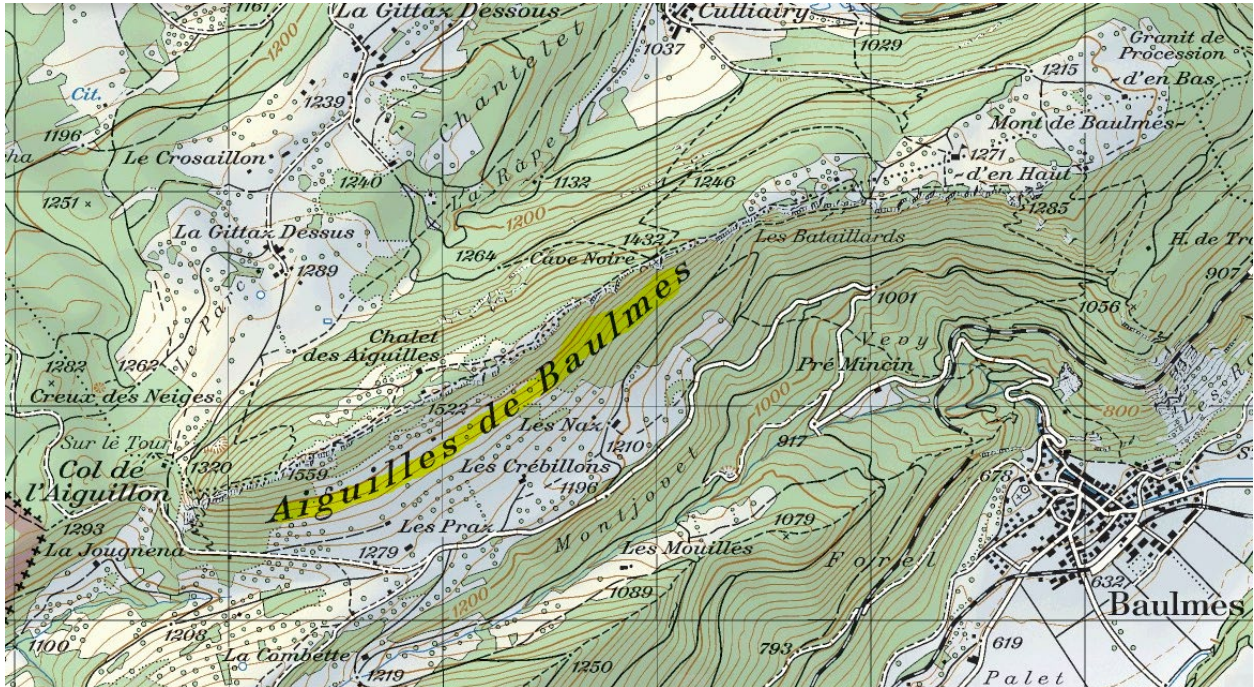 1161
1200
La Gittaz Dessous
Culliairy
1037
1029
Granit de
Procession
d'en Bas
1215
Cit.
1239
Chantelet
1196
Mont de Baulmes
Le Crosaillon
La Râpe
1271
d'en Haut
1240
1132
1246
1251
1200
1285
La Gittaz Dessus
1432
Les Bataillards
1264
Cave Noire
1289
907
Le Parc
1001
1056
Chalet
des Aiguilles
Vevy
1282
1262
Pré Mincin
Creux des Neiges
1522
1000
800
Les Naz
Sur le Tour
1210
917
Col de
l'Aiguillon
1320
1559
Aiguilles de Baulmes
Les Crébillons
1196
678
1293
Les Praz
Montjovet
1079
La Jougnena
1279
Les Mouilles
Forel
1089
632
Baulmes
1200
1100
1208
619
La Combette
1219
1250
793
Palet